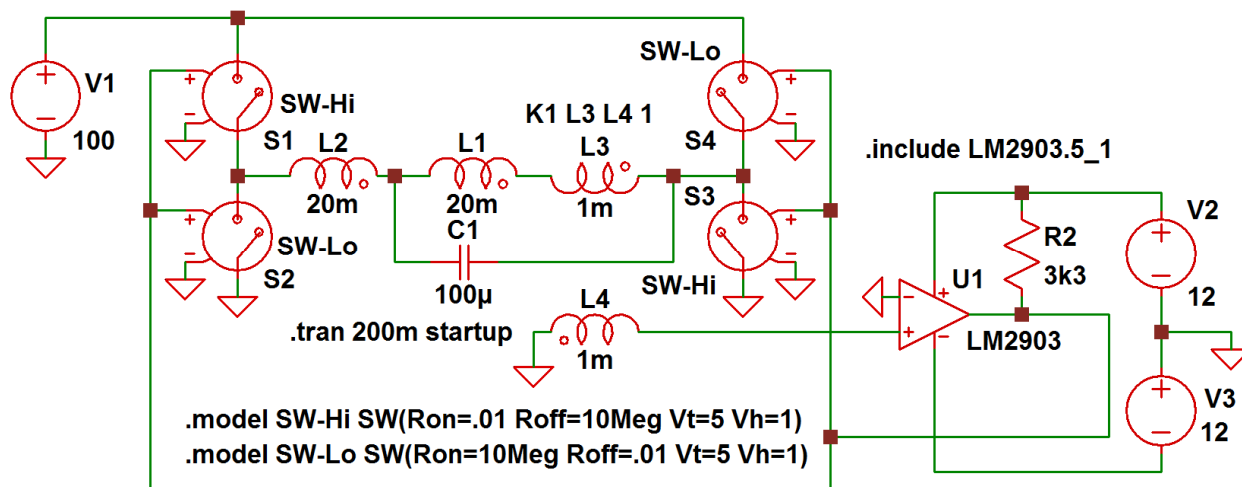 SW-Lo
V1
SW-Hi
K1 L3 L4 1
100
S1
L2
L1
L3
S4
.include LM2903.5_1
20m
20m
1m
S3
V2
SW-Lo
C1
R2
S2
100µ
SW-Hi
U1
3k3
12
L4
.tran 200m startup
LM2903
1m
V3
.model SW-Hi SW(Ron=.01 Roff=10Meg Vt=5 Vh=1)
12
.model SW-Lo SW(Ron=10Meg Roff=.01 Vt=5 Vh=1)